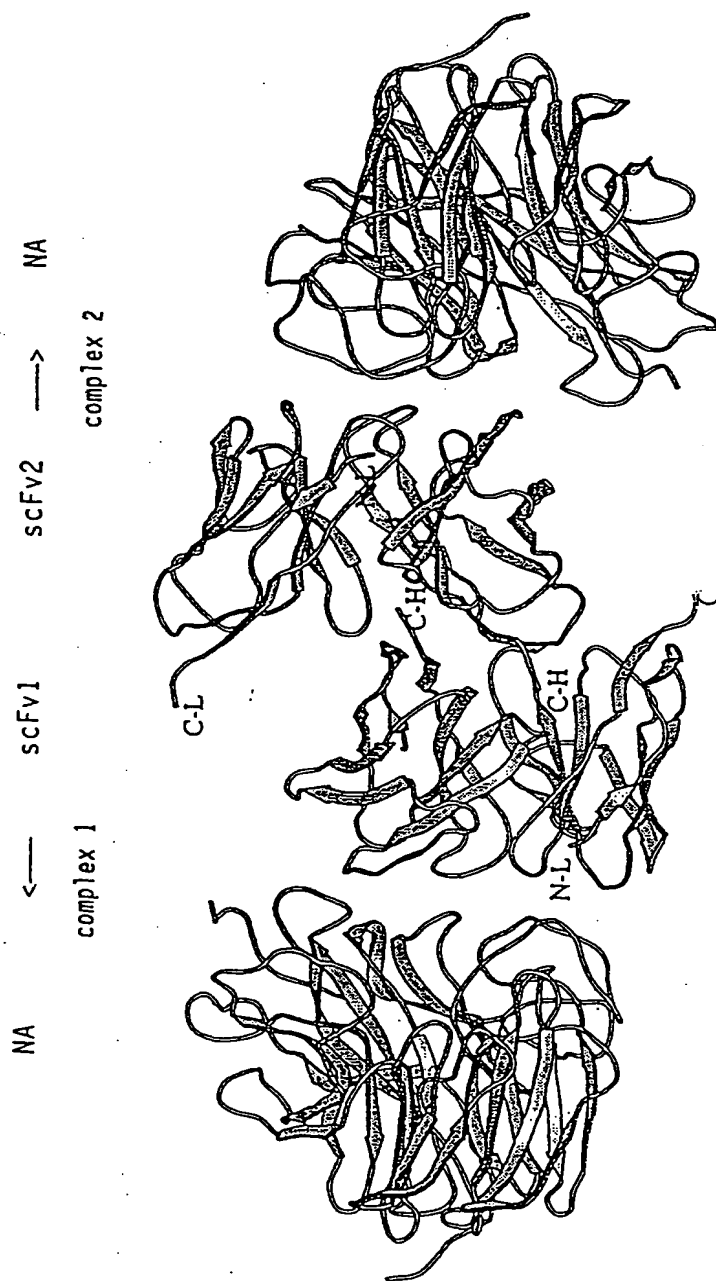 NA <—— scFv1 scFv2 ——> NA
complex 1 complex 2
C-L
C-H
C-H
N-L
C